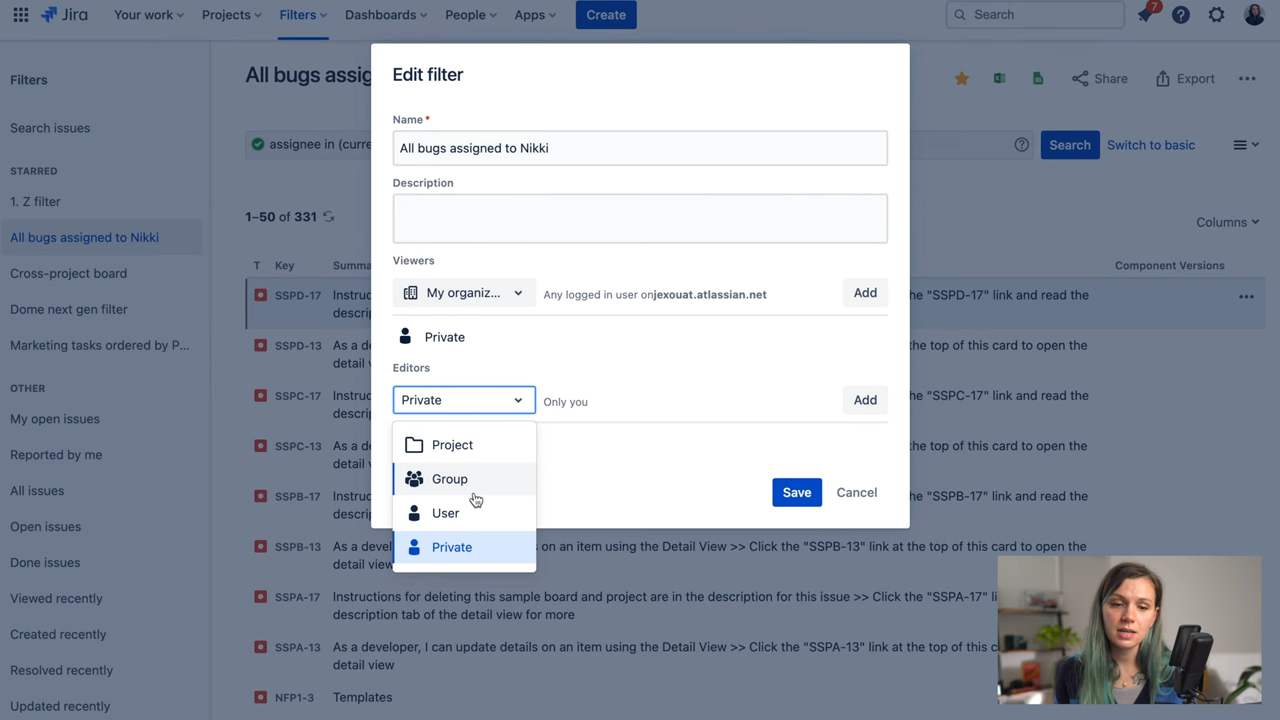 Jira
Your work
Projects
Filters
Dashboards
People
Apps
Create
Search
7
Filters
Search issues
STARRED
1. Z filter
All bugs assigned to Nikki
Cross-project board
Dome next gen filter
Marketing tasks ordered by P...
OTHER
My open issues
Reported by me
All issues
Open issues
Done issues
Viewed recently
Created recently
Resolved recently
Updated recently
All bugs assig
Share
Export
assignee in (curre
Search
Switch to basic
1–50 of 331
Columns
T Key Summa Component Versions
SSPD-17 Instruc he "SSPD-17" link and read the
descrip
SSPD-13 As a de the top of this card to open the
detail v
SSPC-17 Instruc he "SSPC-17" link and read the
descrip
SSPC-13 As a de the top of this card to open the
detail v
SSPB-17 Instruc he "SSPB-17" link and read the
descrip
SSPB-13 As a devel on an item using the Detail View >> Click the "SSPB-13" link at the top of this card to open the
detail view
SSPA-17 Instructions for deleting this sample board and project are in the description for this issue >> Click the "SSPA-17" li
description tab of the detail view for more
SSPA-13 As a developer, I can update details on an item using the Detail View >> Click the "SSPA-13" link at the top of this c
detail view
NFP1-3 Templates
Edit filter
Name*
All bugs assigned to Nikki
Description
Viewers
My organiz... Any logged in user onjexouat.atlassian.net Add
Private
Editors
Private Only you Add
Project
Group
User
Private
Save Cancel